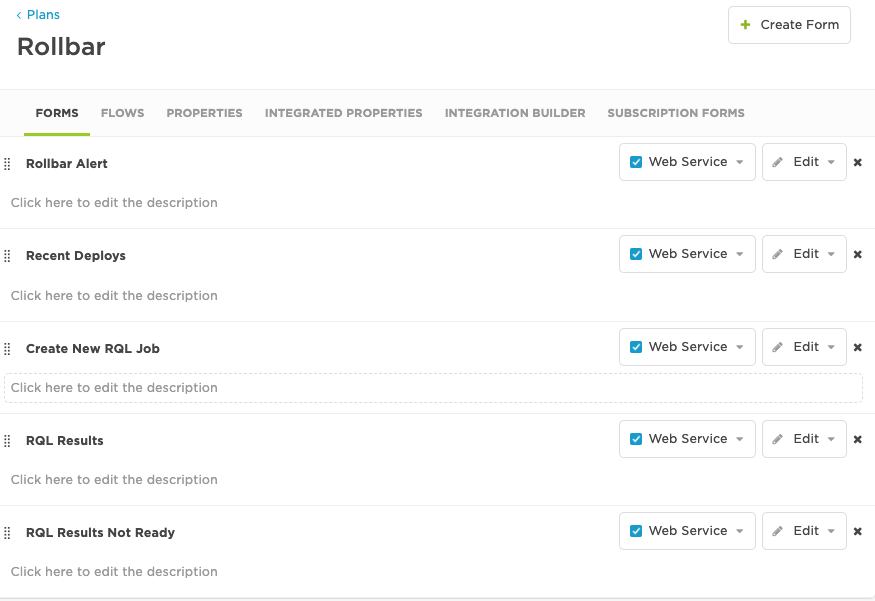 ‹ Plans
Rollbar
+ Create Form
FORMS FLOWS PROPERTIES INTEGRATED PROPERTIES INTEGRATION BUILDER SUBSCRIPTION FORMS
Rollbar Alert Web Service Edit ×
Click here to edit the description
Recent Deploys Web Service Edit ×
Click here to edit the description
Create New RQL Job Web Service Edit ×
Click here to edit the description
RQL Results Web Service Edit ×
Click here to edit the description
RQL Results Not Ready Web Service Edit ×
Click here to edit the description